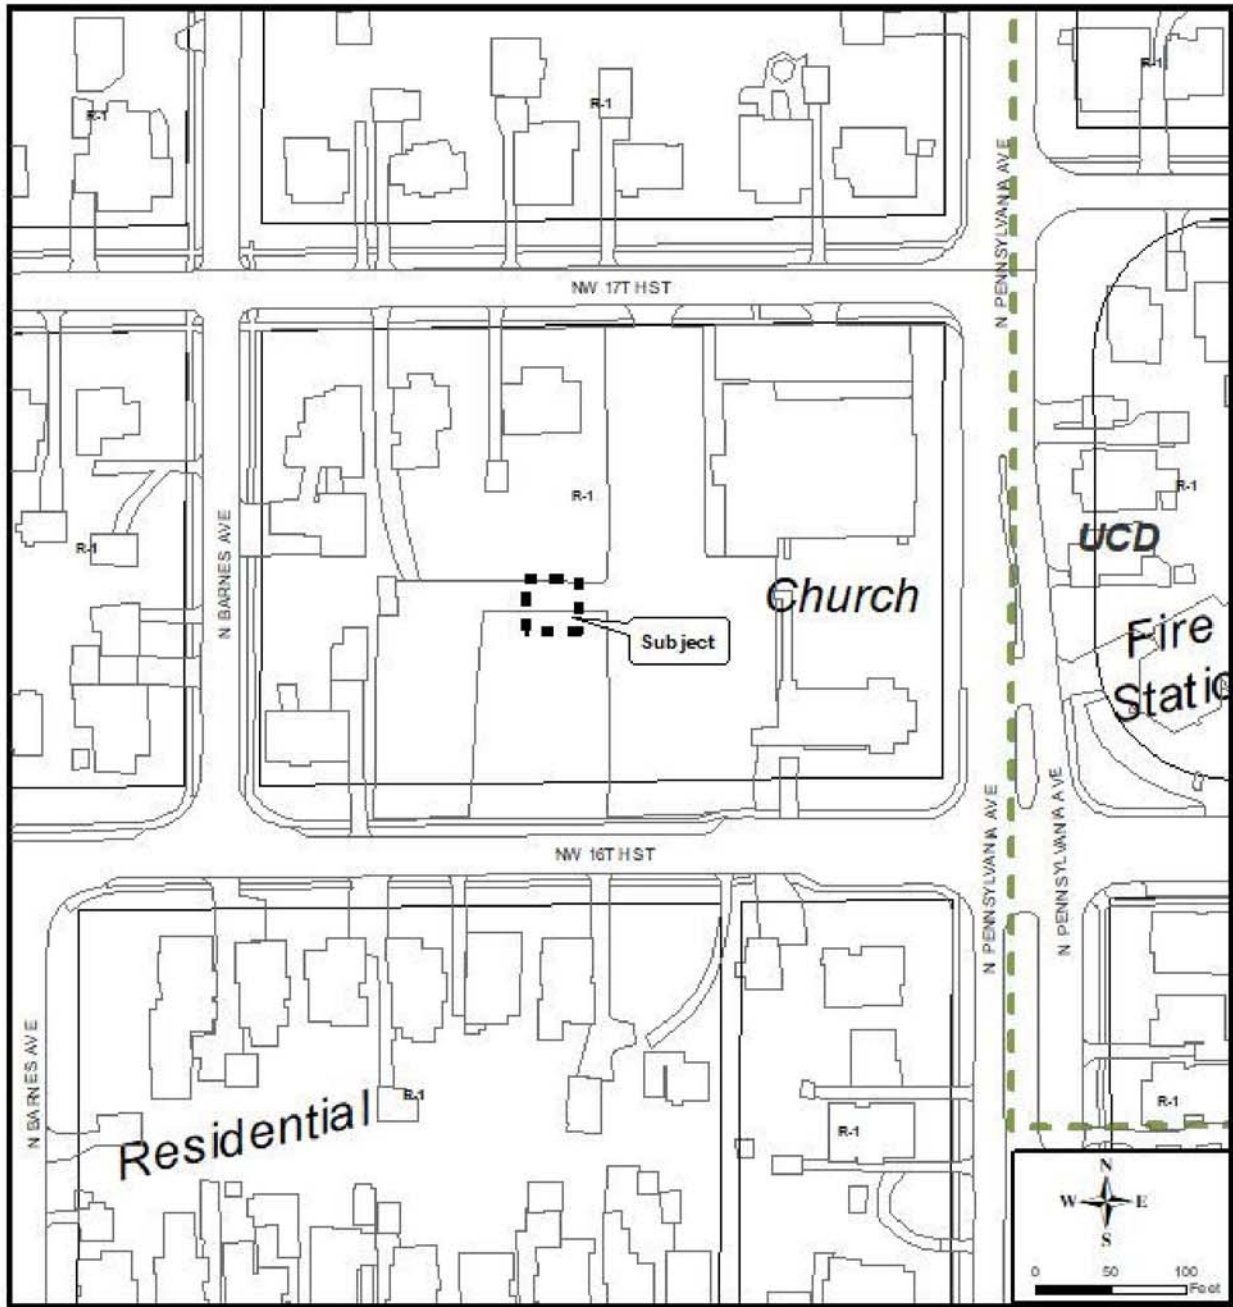 R-1
R-1
R-1
N PENNSYLVANIA AVE
NW 17TH ST
R-1
R-1
R-1
UCD
N BARNES AVE
Church
Fire
Static
Subject
N PENNSYLVANIA AVE
N PENNSYLVANIA AVE
NW 16TH ST
N BARNES AVE
Residential
R-1
R-1
R-1
N
W E
S
0 50 100
Feet